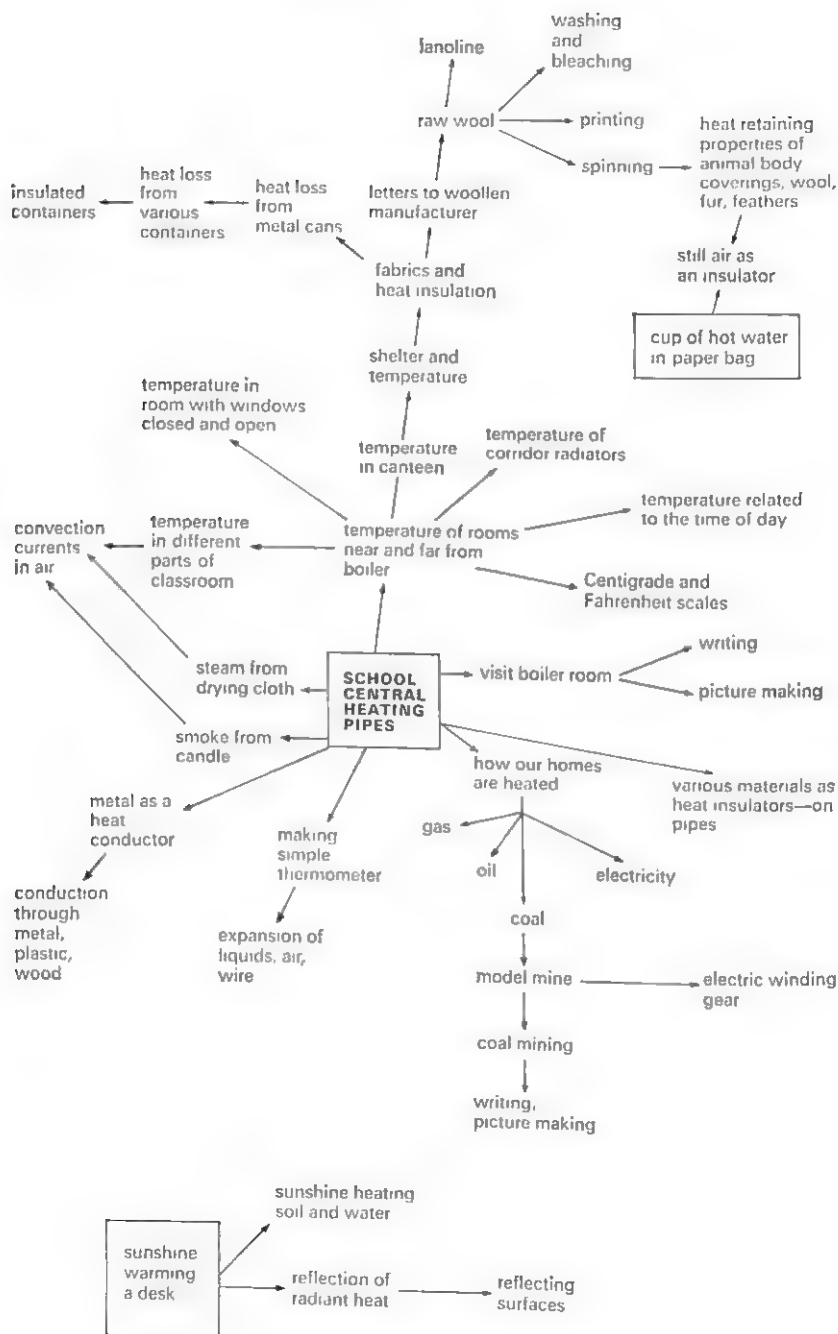 lanoline
washing
and
bleaching
raw wool
printing
spinning
heat retaining
properties of
animal body
coverings, wool,
fur, feathers
insulated
containers
heat loss
from
various
containers
heat loss
from
metal cans
letters to woollen
manufacturer
fabrics and
heat insulation
still air as
an insulator
cup of hot water
in paper bag
shelter and
temperature
temperature in
room with windows
closed and open
temperature
in canteen
temperature of
corridor radiators
temperature related
to the time of day
convection
currents
in air
temperature
in different
parts of
classroom
temperature of rooms
near and far from
boiler
Centigrade and
Fahrenheit scales
steam from
drying cloth
SCHOOL
CENTRAL
HEATING
PIPES
visit boiler room
writing
picture making
smoke from
candle
how our homes
are heated
various materials as
heat insulators—on
pipes
metal as a
heat
conductor
making
simple
thermometer
gas
oil
electricity
coal
conduction
through
metal,
plastic,
wood
expansion of
liquids, air,
wire
model mine
electric winding
gear
coal mining
writing,
picture making
sunshine heating
soil and water
sunshine
warming
a desk
reflection of
radiant heat
reflecting
surfaces